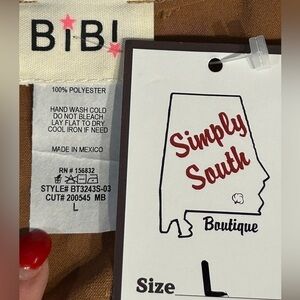 BiBi
100% POLYESTER
HAND WASH COLD
DO NOT BLEACH
LAY FLAT TO DRY
COOL IRON IF NEED
MADE IN MEXICO
RN # 156832
STYLE# BT3243S-03
CUT# 200545 MB
L
Simply
South
Boutique
Size L